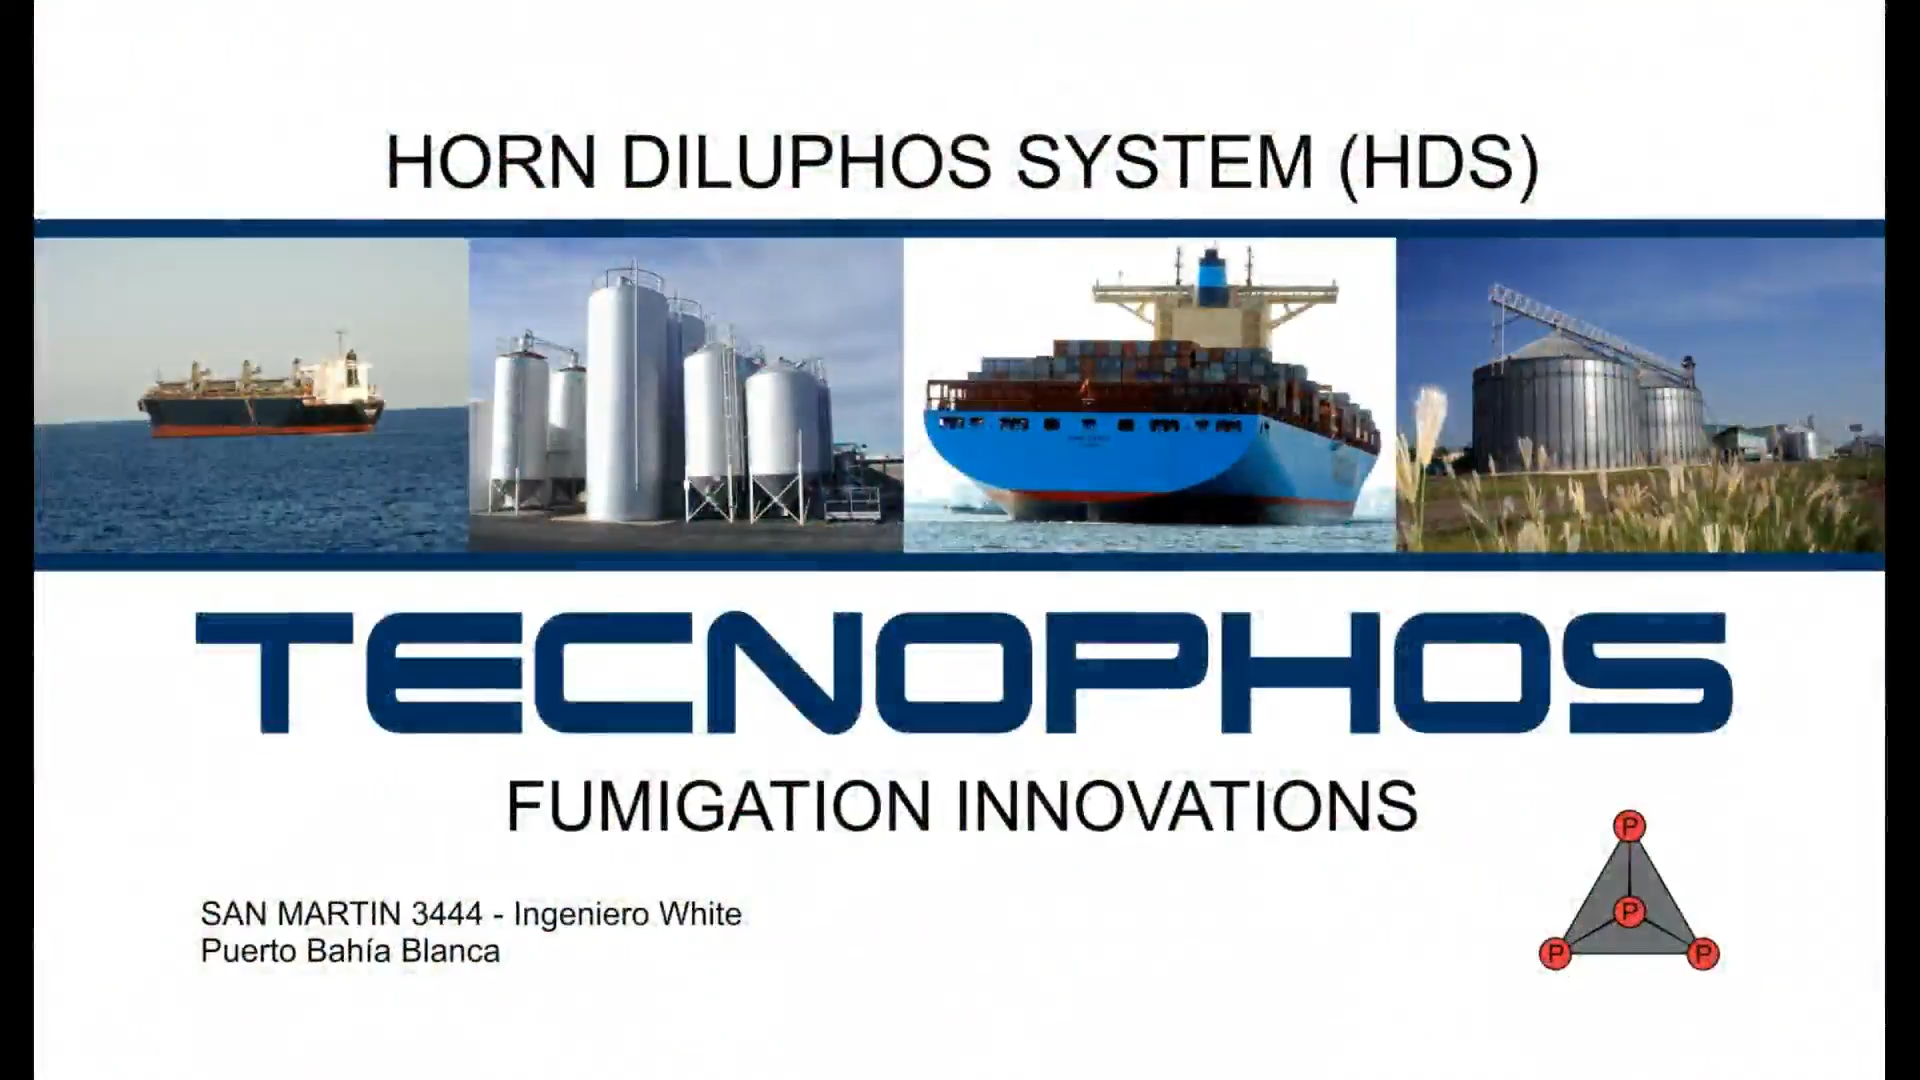 HORN DILUPHOS SYSTEM (HDS)
TECNOPHOS
FUMIGATION INNOVATIONS
P
P
P
P
SAN MARTIN 3444 - Ingeniero White
Puerto Bahía Blanca